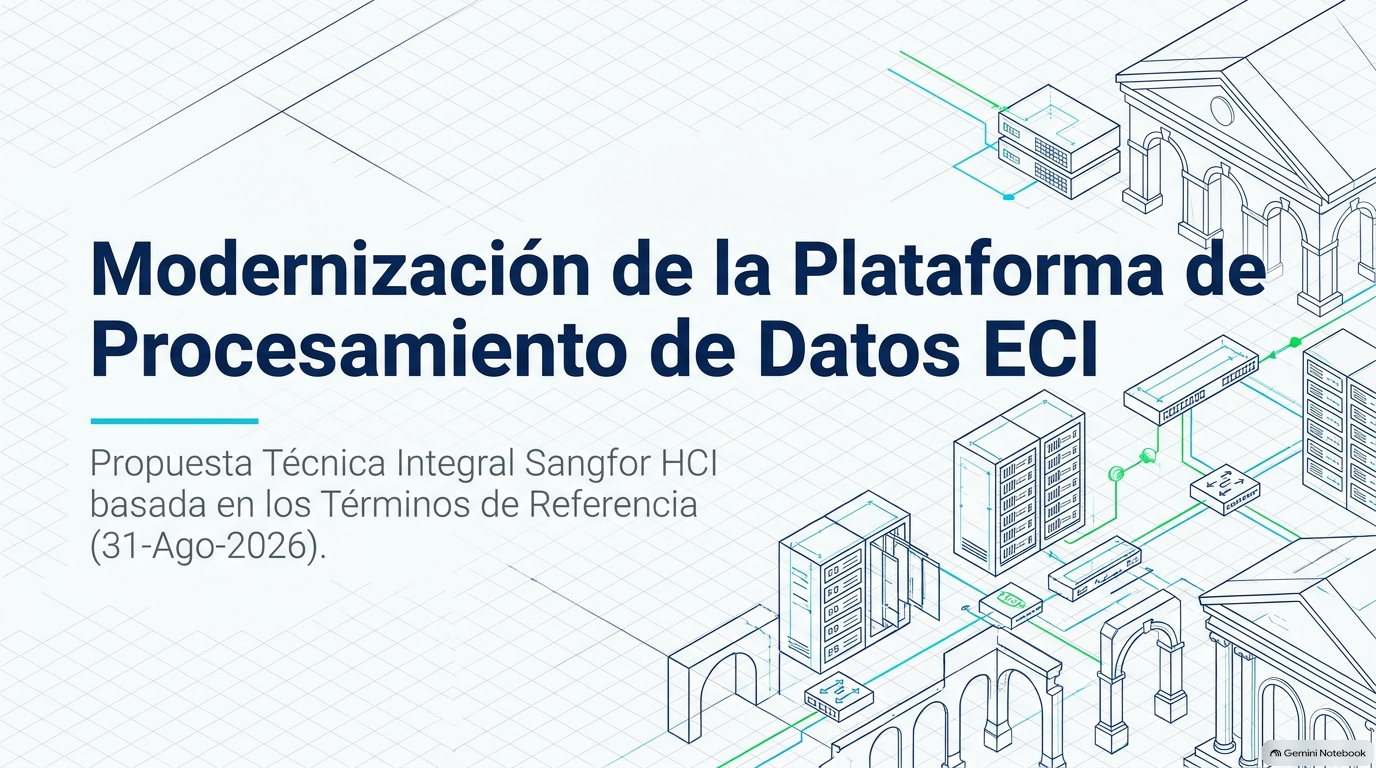 Modernización de la Plataforma de
Procesamiento de Datos ECI
Propuesta Técnica Integral Sangfor HCI
basada en los Términos de Referencia
(31-Ago-2026).
Gemini Notebook